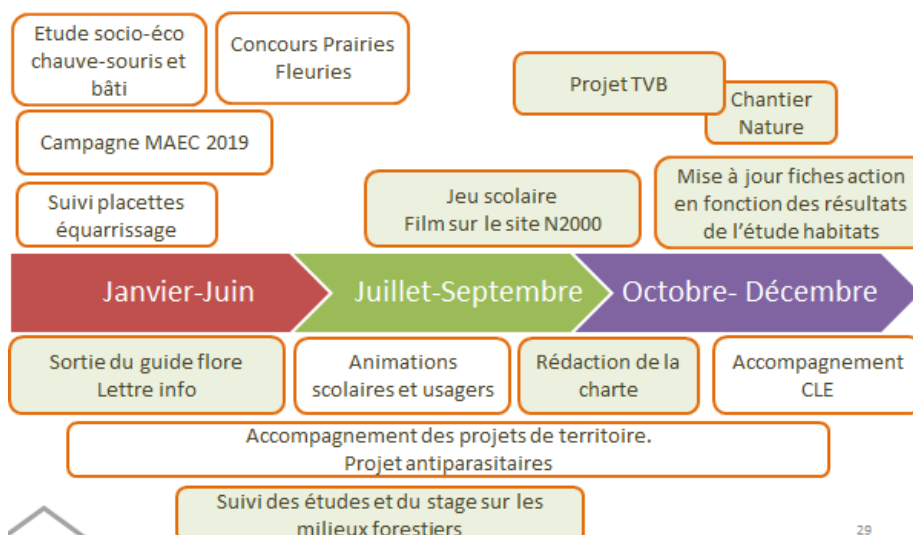 Etude socio-éco
chauve-souris et
bâti
Concours Prairies
Fleuries
Projet TVB
Chantier
Nature
Campagne MAEC 2019
Suivi placettes
équarrissage
Jeu scolaire
Film sur le site N2000
Mise à jour fiches action
en fonction des résultats
de l'étude habitats
Janvier-Juin
Juillet-Septembre
Octobre- Décembre
Sortie du guide flore
Lettre info
Animations
scolaires et usagers
Rédaction de la
charte
Accompagnement
CLE
Accompagnement des projets de territoire.
Projet antiparasitaires
Suivi des études et du stage sur les
milieux forestiers
29